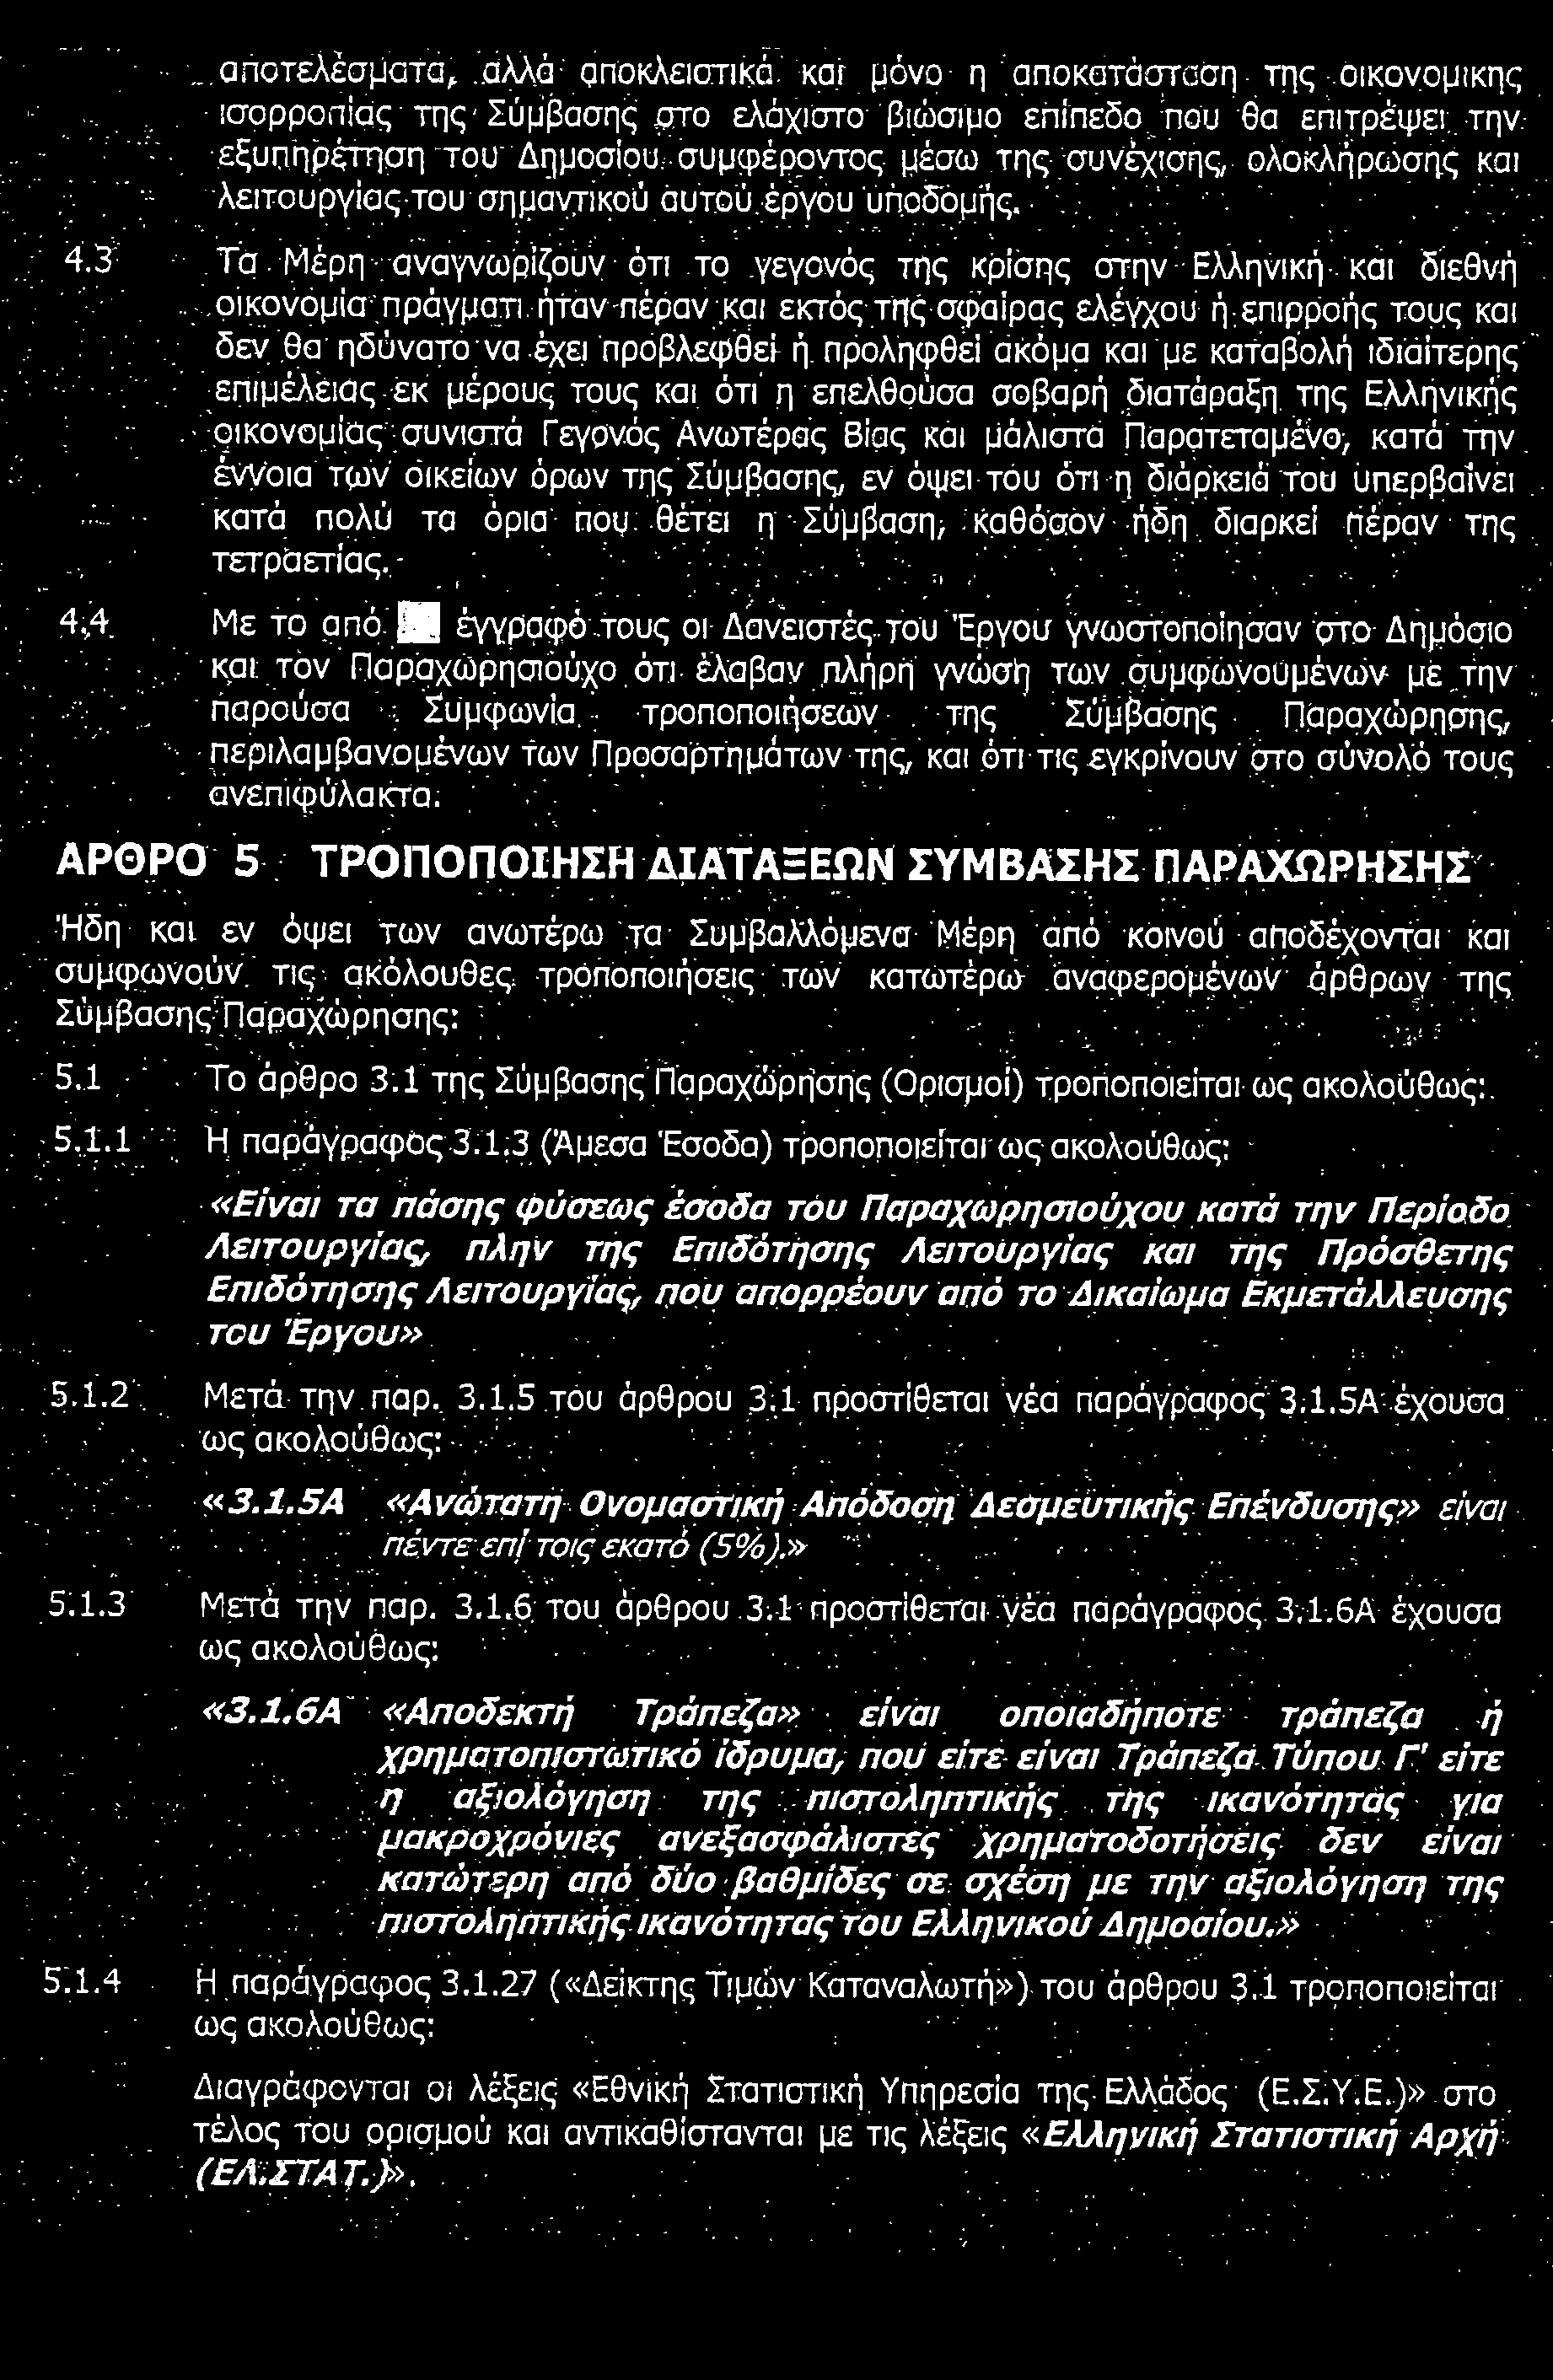 αποτελέσματα, αλλά αποκλειστικά και μόνο η αποκατάσταση της οικονομικης
ισορροπίας της Σύμβασης στο ελάχιστο βιώσιμο επίπεδο που θα επιτρέψει την
εξυπηρέτηση του Δημοσίου συμφέροντος μέσω της συνέχισης, ολοκλήρωσης και
λειτουργίας του σημαντικού αυτού έργου υποδομής.
4.3 Τα Μέρη αναγνωρίζουν ότι το γεγονός της κρίσης στην Ελληνική και διεθνή
οικονομία πράγματι ήταν πέραν και εκτός της σφαίρας ελέγχου ή επιρροής τους και
δεν θα ηδύνατο να έχει προβλεφθεί ή προληφθεί ακόμα και με καταβολή ιδιαίτερης
επιμέλειας εκ μέρους τους και ότι η επελθούσα σοβαρή διατάραξη της Ελληνικής
οικονομίας συνιστά Γεγονός Ανωτέρας Βίας και μάλιστα Παρατεταμένο, κατά την
έννοια των οικείων όρων της Σύμβασης, εν όψει του ότι η διάρκειά του υπερβαίνει
κατά πολύ τα όρια που θέτει η Σύμβαση, καθόσον ήδη διαρκεί πέραν της
τετραετίας.
4.4 Με το από έγγραφό τους οι Δανειστές του Έργου γνωστοποίησαν στο Δημόσιο
και τον Παραχωρησιούχο ότι έλαβαν πλήρη γνώση των συμφωνουμένων με την
παρούσα Συμφωνία τροποποιήσεων της Σύμβασης Παραχώρησης,
περιλαμβανομένων των Προσαρτημάτων της, και ότι τις εγκρίνουν στο σύνολό τους
ανεπιφύλακτα.
ΑΡΘΡΟ 5 ΤΡΟΠΟΠΟΙΗΣΗ ΔΙΑΤΑΞΕΩΝ ΣΥΜΒΑΣΗΣ ΠΑΡΑΧΩΡΗΣΗΣ
Ήδη και εν όψει των ανωτέρω τα Συμβαλλόμενα Μέρη από κοινού αποδέχονται και
συμφωνούν τις ακόλουθες τροποποιήσεις των κατωτέρω αναφερομένων άρθρων της
Σύμβασης Παραχώρησης:
5.1 Το άρθρο 3.1 της Σύμβασης Παραχώρησης (Ορισμοί) τροποποιείται ως ακολούθως:
5.1.1 Η παράγραφος 3.1.3 (Άμεσα Έσοδα) τροποποιείται ως ακολούθως:
«Είναι τα πάσης φύσεως έσοδα του Παραχωρησιούχου κατά την Περίοδο
Λειτουργίας, πλην της Επιδότησης Λειτουργίας και της Πρόσθετης
Επιδότησης Λειτουργίας, που απορρέουν από το Δικαίωμα Εκμετάλλευσης
του Έργου»
5.1.2 Μετά την παρ. 3.1.5 του άρθρου 3.1 προστίθεται νέα παράγραφος 3.1.5Α έχουσα
ως ακολούθως:
«3.1.5Α «Ανώτατη Ονομαστική Απόδοση Δεσμευτικής Επένδυσης» είναι
πέντε επί τοις εκατό (5%).»
5.1.3 Μετά την παρ. 3.1.6 του άρθρου 3.1 προστίθεται νέα παράγραφος 3.1.6Α έχουσα
ως ακολούθως:
«3.1.6Α «Αποδεκτή Τράπεζα» είναι οποιαδήποτε τράπεζα ή
χρηματοπιστωτικό ίδρυμα, που είτε είναι Τράπεζα Τύπου Γ' είτε
η αξιολόγηση της πιστοληπτικής της ικανότητας για
μακροχρόνιες ανεξασφάλιστες χρηματοδοτήσεις δεν είναι
κατώτερη από δύο βαθμίδες σε σχέση με την αξιολόγηση της
πιστοληπτικής ικανότητας του Ελληνικού Δημοσίου.»
5.1.4 Η παράγραφος 3.1.27 («Δείκτης Τιμών Καταναλωτή») του άρθρου 3.1 τροποποιείται
ως ακολούθως:
Διαγράφονται οι λέξεις «Εθνική Στατιστική Υπηρεσία της Ελλάδος (Ε.Σ.Υ.Ε.)» στο
τέλος του ορισμού και αντικαθίστανται με τις λέξεις «Ελληνική Στατιστική Αρχή
(ΕΛ.ΣΤΑΤ.)».